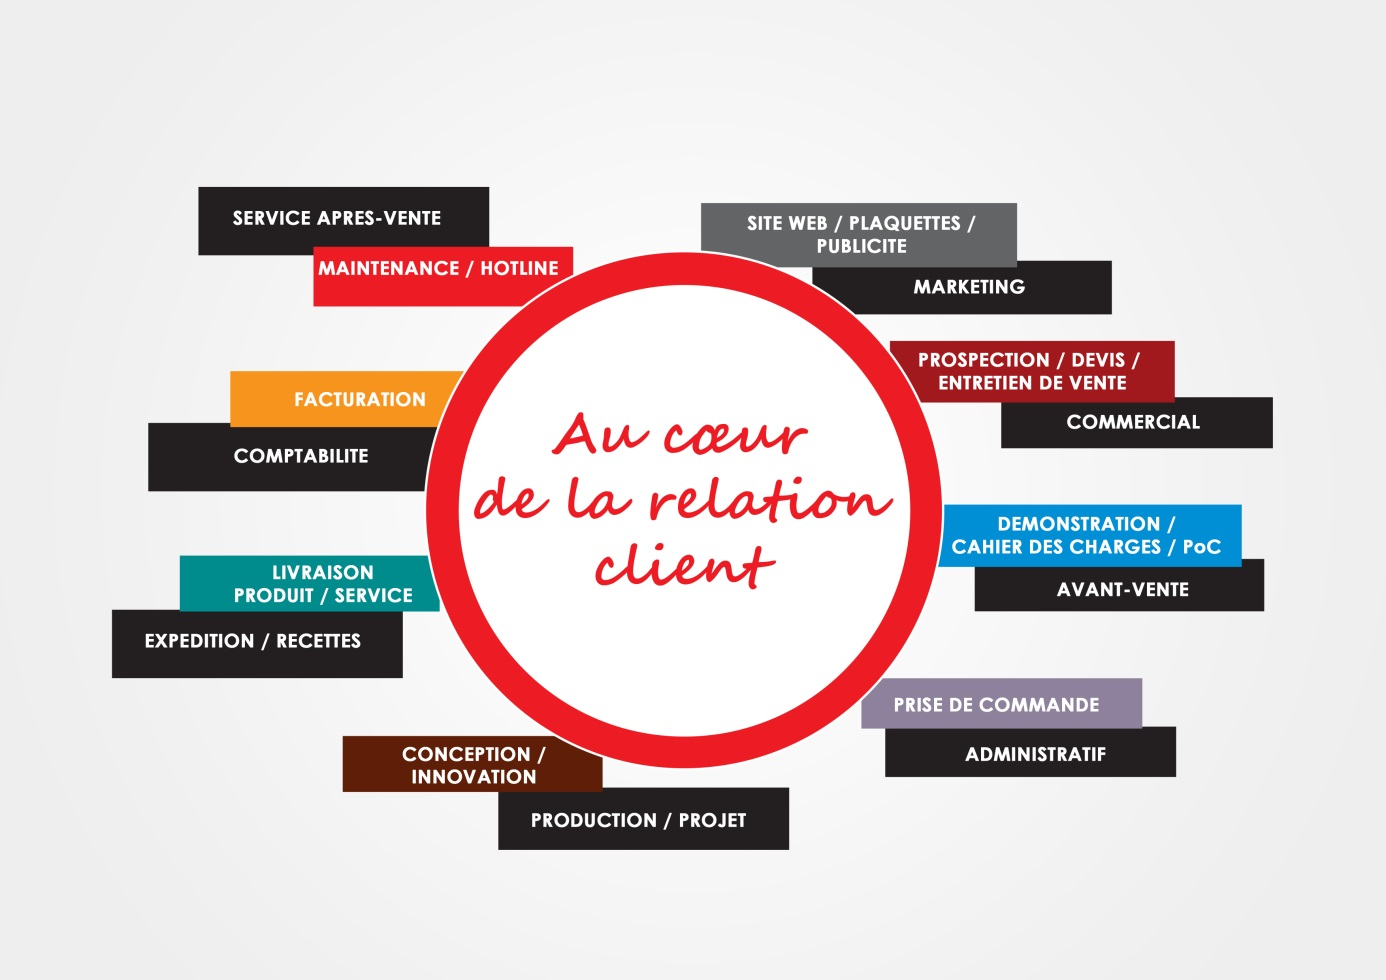 SERVICE APRES-VENTE
MAINTENANCE / HOTLINE
SITE WEB / PLAQUETTES /
PUBLICITE
MARKETING
PROSPECTION / DEVIS /
ENTRETIEN DE VENTE
COMMERCIAL
FACTURATION
COMPTABILITE
Au cœur
de la relation
client
DEMONSTRATION /
CAHIER DES CHARGES / PoC
AVANT-VENTE
LIVRAISON
PRODUIT / SERVICE
EXPEDITION / RECETTES
PRISE DE COMMANDE
ADMINISTRATIF
CONCEPTION /
INNOVATION
PRODUCTION / PROJET